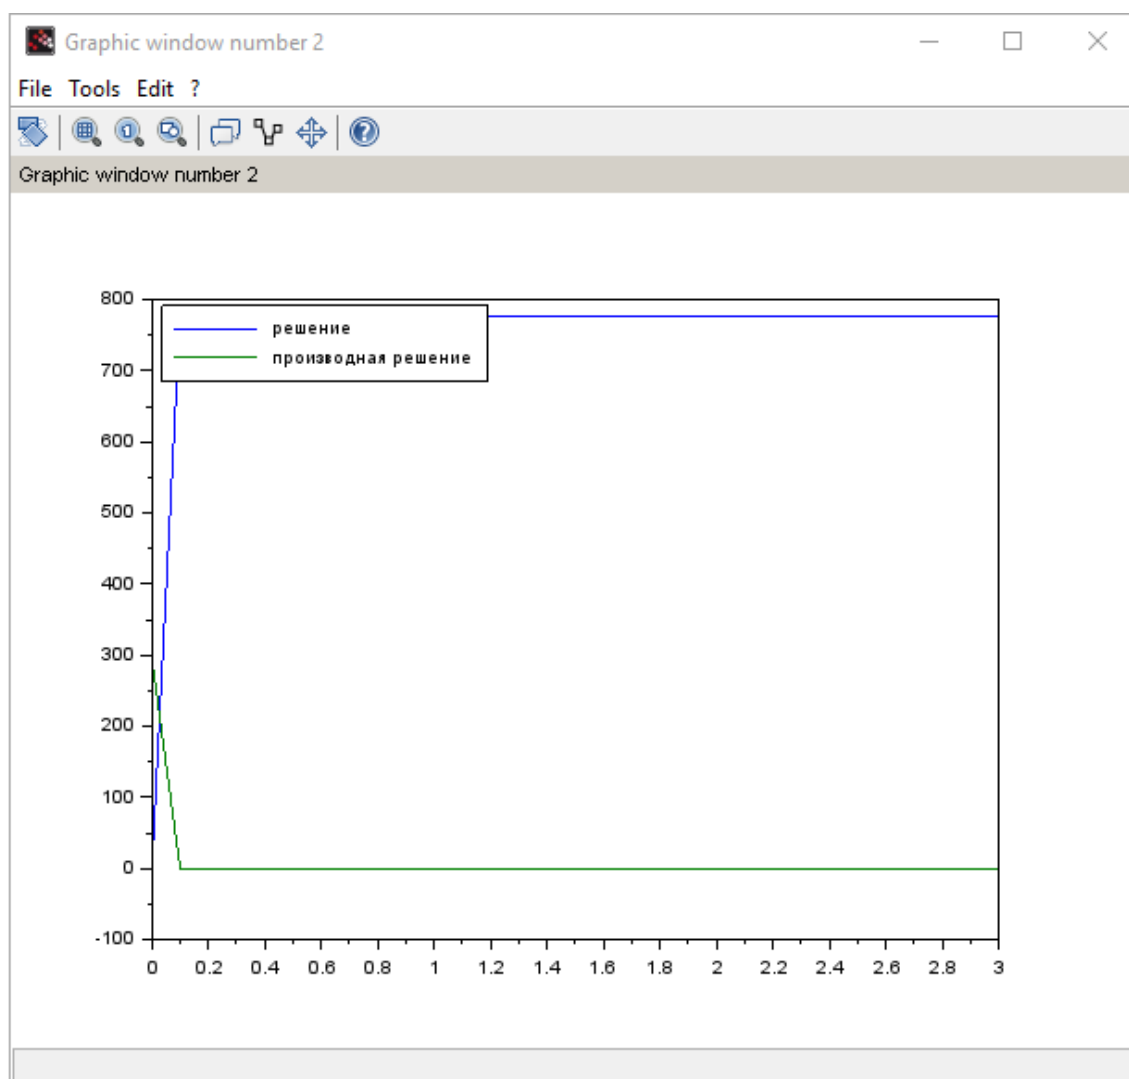 Graphic window number 2
File Tools Edit ?
Graphic window number 2
800
700
600
500
400
300
200
100
0
-100
решение
производная решение
0 0.2 0.4 0.6 0.8 1 1.2 1.4 1.6 1.8 2 2.2 2.4 2.6 2.8 3